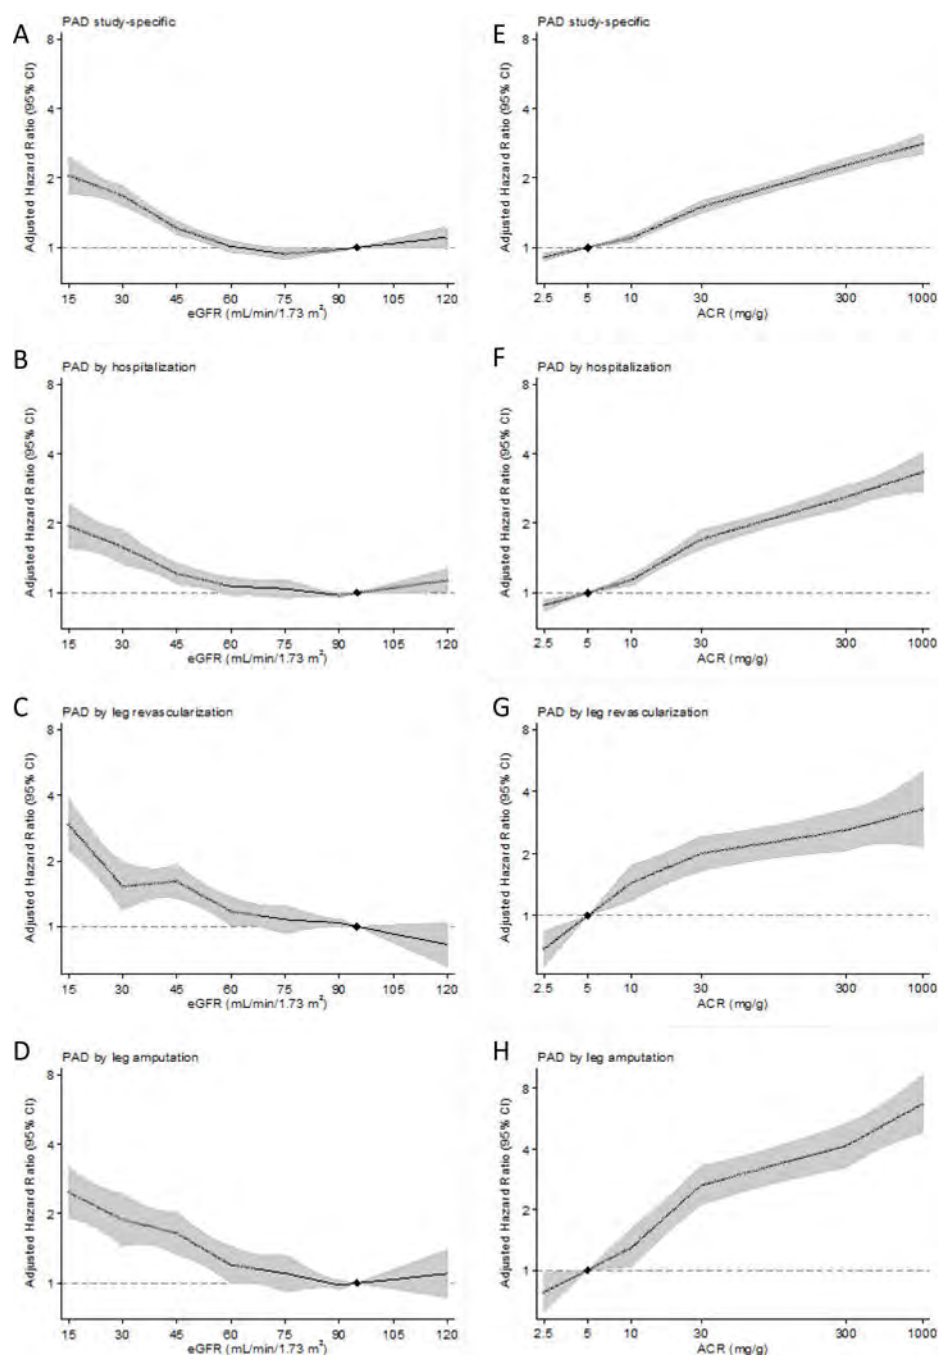 A PAD study-specific
8
4
2
1
Adjusted Hazard Ratio (95% CI)
15 30 45 60 75 90 105 120
eGFR (mL/min/1.73 m²)
E PAD study-specific
8
4
2
1
Adjusted Hazard Ratio (95% CI)
2.5 5 10 30 300 1000
ACR (mg/g)
B PAD by hospitalization
8
4
2
1
Adjusted Hazard Ratio (95% CI)
15 30 45 60 75 90 105 120
eGFR (mL/min/1.73 m²)
F PAD by hospitalization
8
4
2
1
Adjusted Hazard Ratio (95% CI)
2.5 5 10 30 300 1000
ACR (mg/g)
C PAD by leg revascularization
8
4
2
1
Adjusted Hazard Ratio (95% CI)
15 30 45 60 75 90 105 120
eGFR (mL/min/1.73 m²)
G PAD by leg revascularization
8
4
2
1
Adjusted Hazard Ratio (95% CI)
2.5 5 10 30 300 1000
ACR (mg/g)
D PAD by leg amputation
8
4
2
1
Adjusted Hazard Ratio (95% CI)
15 30 45 60 75 90 105 120
eGFR (mL/min/1.73 m²)
H PAD by leg amputation
8
4
2
1
Adjusted Hazard Ratio (95% CI)
2.5 5 10 30 300 1000
ACR (mg/g)